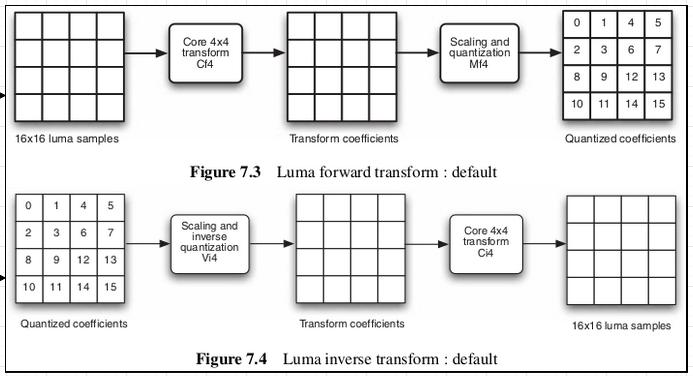 Core 4x4
transform
Cf4
Scaling and
quantization
Mf4
0 1 4 5
2 3 6 7
8 9 12 13
10 11 14 15
16x16 luma samples
Transform coefficients
Quantized coefficients
Figure 7.3 Luma forward transform : default
0 1 4 5
2 3 6 7
8 9 12 13
10 11 14 15
Scaling and
inverse
quantization
Vi4
Core 4x4
transform
Ci4
Quantized coefficients
Transform coefficients
16x16 luma samples
Figure 7.4 Luma inverse transform : default